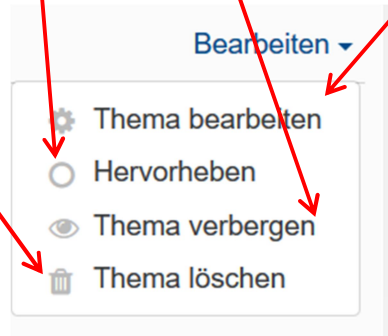 Bearbeiten
Thema bearbeiten
Hervorheben
Thema verbergen
Thema löschen